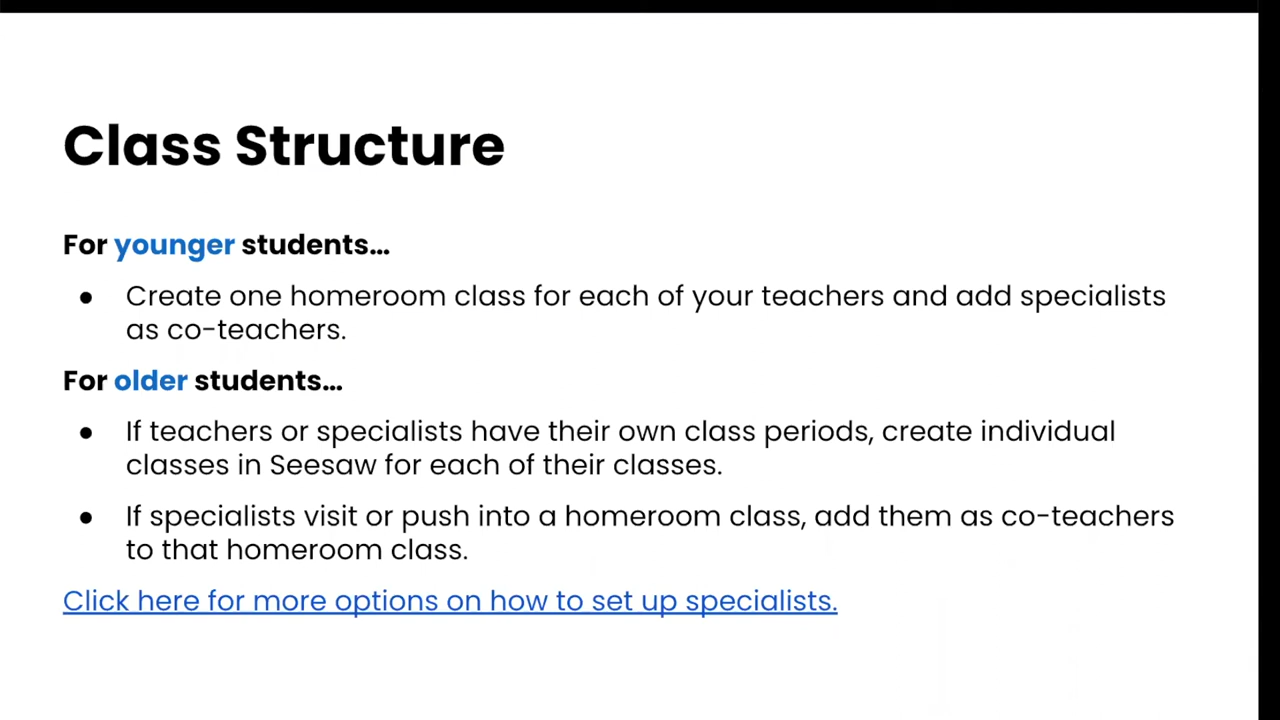 Class Structure
For younger students...
● Create one homeroom class for each of your teachers and add specialists
as co-teachers.
For older students...
● If teachers or specialists have their own class periods, create individual
classes in Seesaw for each of their classes.
● If specialists visit or push into a homeroom class, add them as co-teachers
to that homeroom class.
Click here for more options on how to set up specialists.